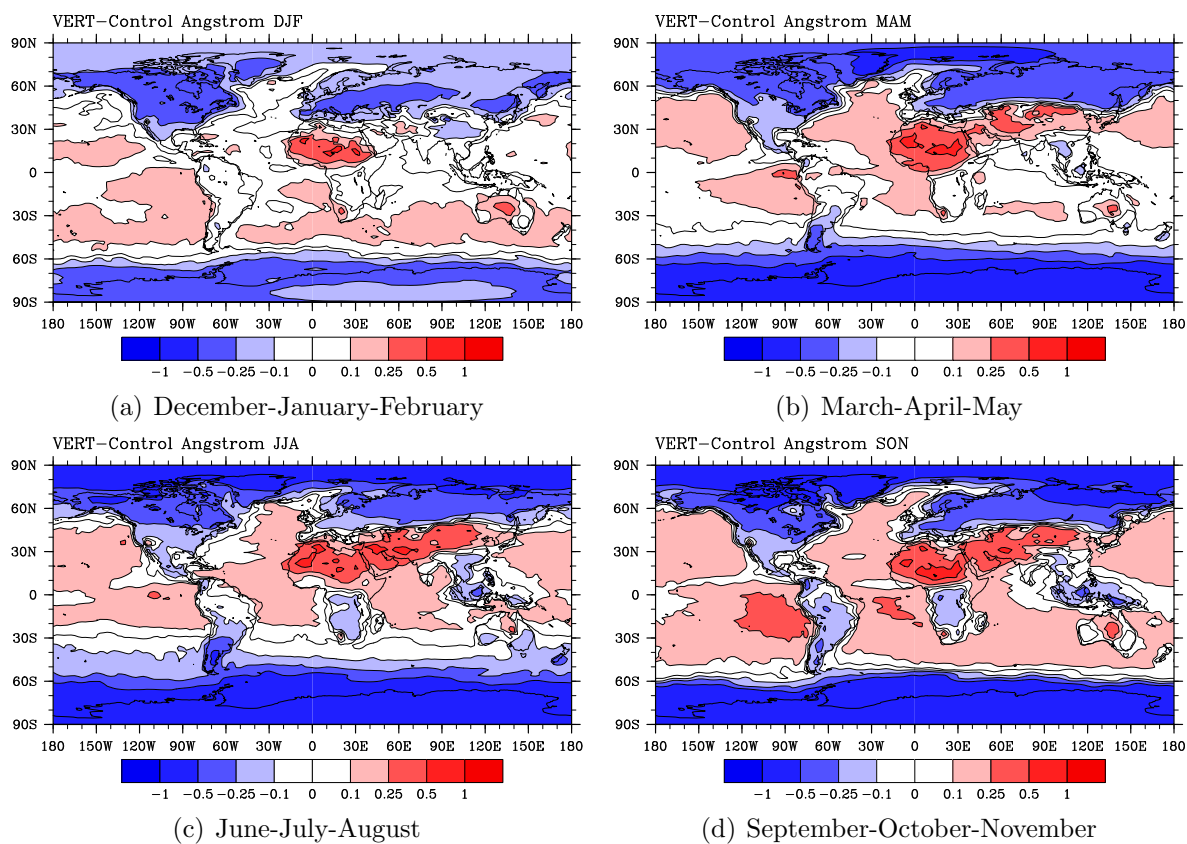 VERT-Control Angstrom DJF
90N
60N
30N
0
30S
60S
90S
180 150W 120W 90W 60W 30W 0 30E 60E 90E 120E 150E 180
-1 -0.5 -0.25 -0.1 0 0.1 0.25 0.5 1
(a) December-January-February
VERT-Control Angstrom MAM
90N
60N
30N
0
30S
60S
90S
180 150W 120W 90W 60W 30W 0 30E 60E 90E 120E 150E 180
-1 -0.5 -0.25 -0.1 0 0.1 0.25 0.5 1
(b) March-April-May
VERT-Control Angstrom JJA
90N
60N
30N
0
30S
60S
90S
180 150W 120W 90W 60W 30W 0 30E 60E 90E 120E 150E 180
-1 -0.5 -0.25 -0.1 0 0.1 0.25 0.5 1
(c) June-July-August
VERT-Control Angstrom SON
90N
60N
30N
0
30S
60S
90S
180 150W 120W 90W 60W 30W 0 30E 60E 90E 120E 150E 180
-1 -0.5 -0.25 -0.1 0 0.1 0.25 0.5 1
(d) September-October-November